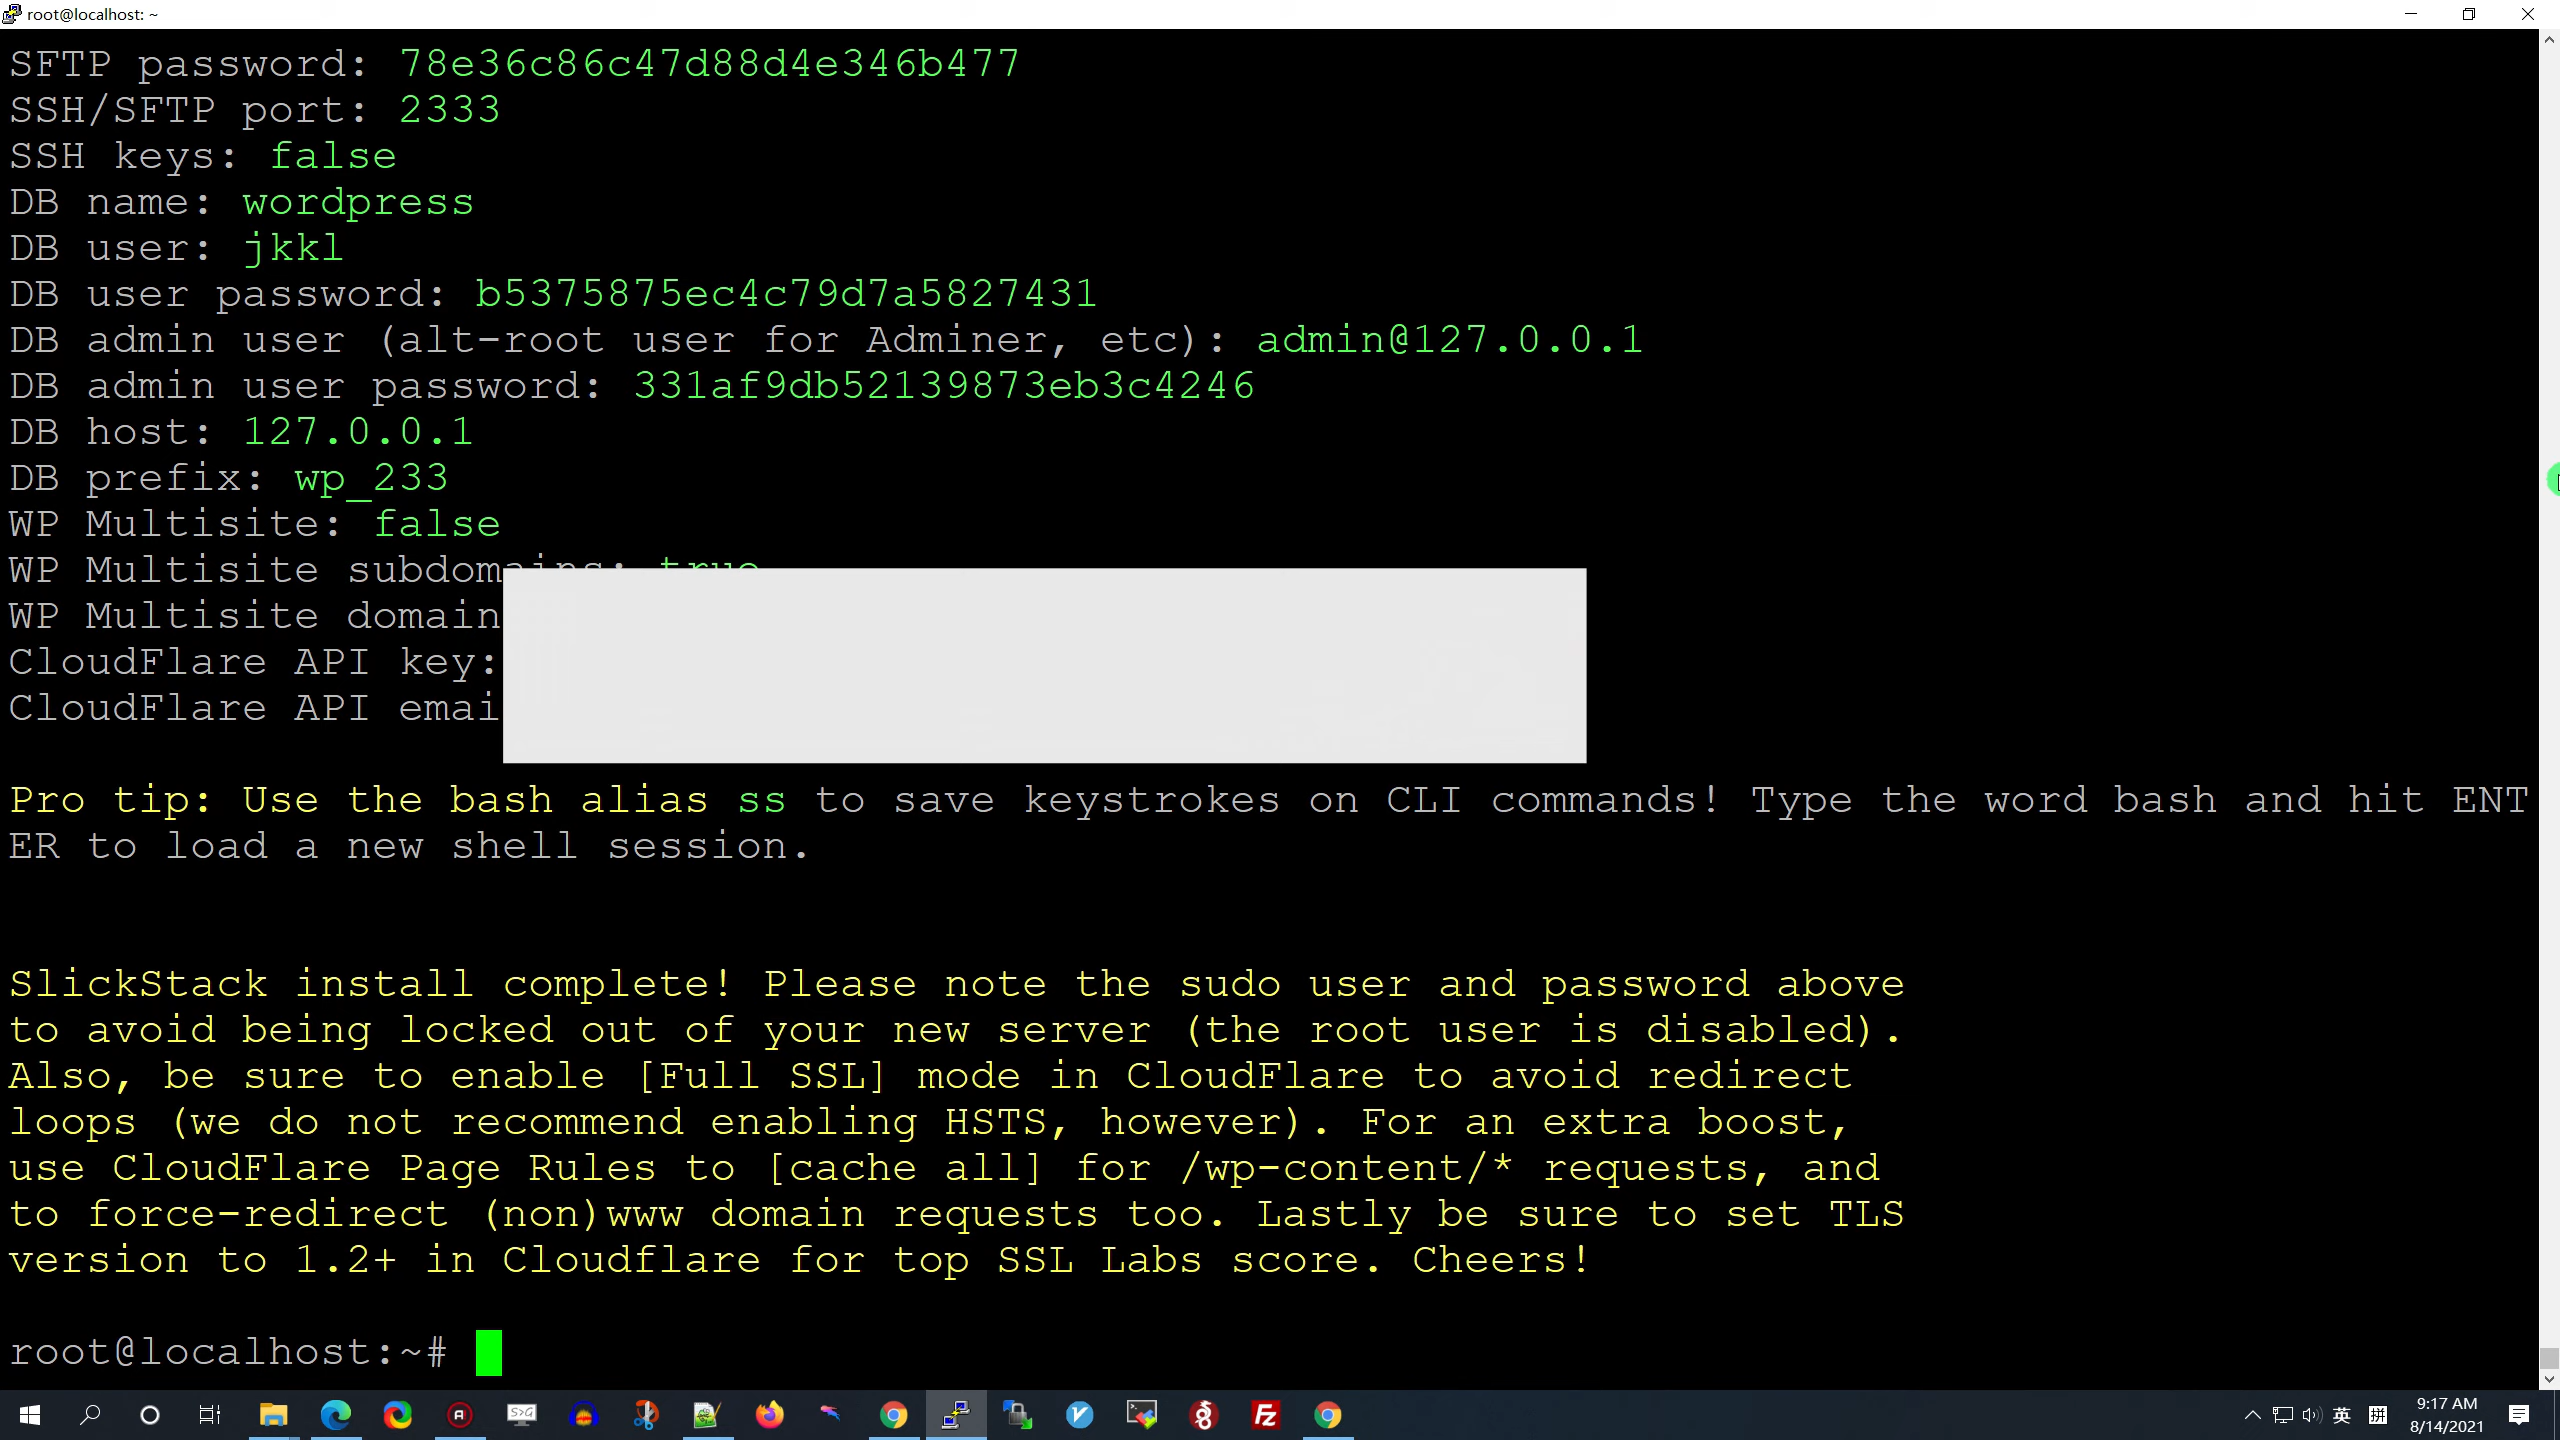 root@localhost: ~
SFTP password: 78e36c86c47d88d4e346b477
SSH/SFTP port: 2333
SSH keys: false
DB name: wordpress
DB user: jkkl
DB user password: b5375875ec4c79d7a5827431
DB admin user (alt-root user for Adminer, etc): admin@127.0.0.1
DB admin user password: 331af9db52139873eb3c4246
DB host: 127.0.0.1
DB prefix: wp_233
WP Multisite: false
WP Multisite subdomains: true
WP Multisite domain
CloudFlare API key:
CloudFlare API emai
Pro tip: Use the bash alias ss to save keystrokes on CLI commands! Type the word bash and hit ENT
ER to load a new shell session.
SlickStack install complete! Please note the sudo user and password above
to avoid being locked out of your new server (the root user is disabled).
Also, be sure to enable [Full SSL] mode in CloudFlare to avoid redirect
loops (we do not recommend enabling HSTS, however). For an extra boost,
use CloudFlare Page Rules to [cache all] for /wp-content/* requests, and
to force-redirect (non)www domain requests too. Lastly be sure to set TLS
version to 1.2+ in Cloudflare for top SSL Labs score. Cheers!
root@localhost:~#
S>G
英
拼
9:17 AM
8/14/2021